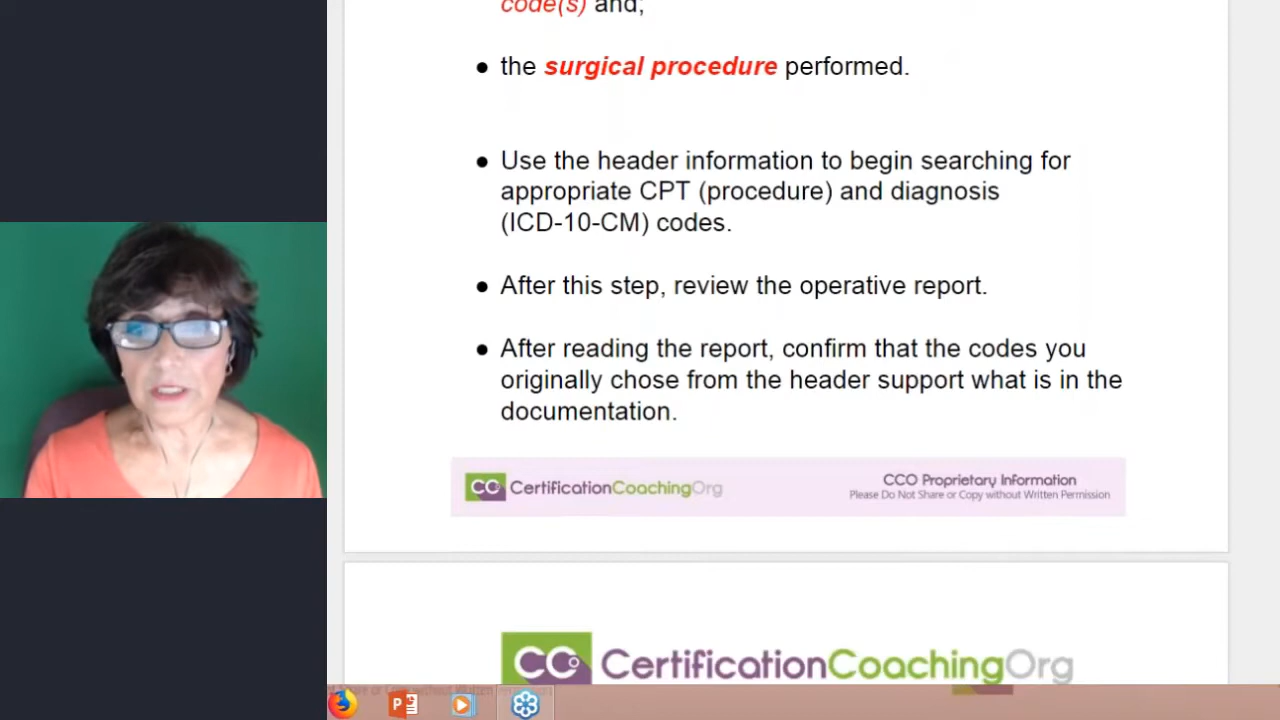 code(s) and;
● the surgical procedure performed.
● Use the header information to begin searching for
appropriate CPT (procedure) and diagnosis
(ICD-10-CM) codes.
● After this step, review the operative report.
● After reading the report, confirm that the codes you
originally chose from the header support what is in the
documentation.
CO CertificationCoachingOrg
CCO Proprietary Information
Please Do Not Share or Copy without Written Permission
CO CertificationCoachingOrg